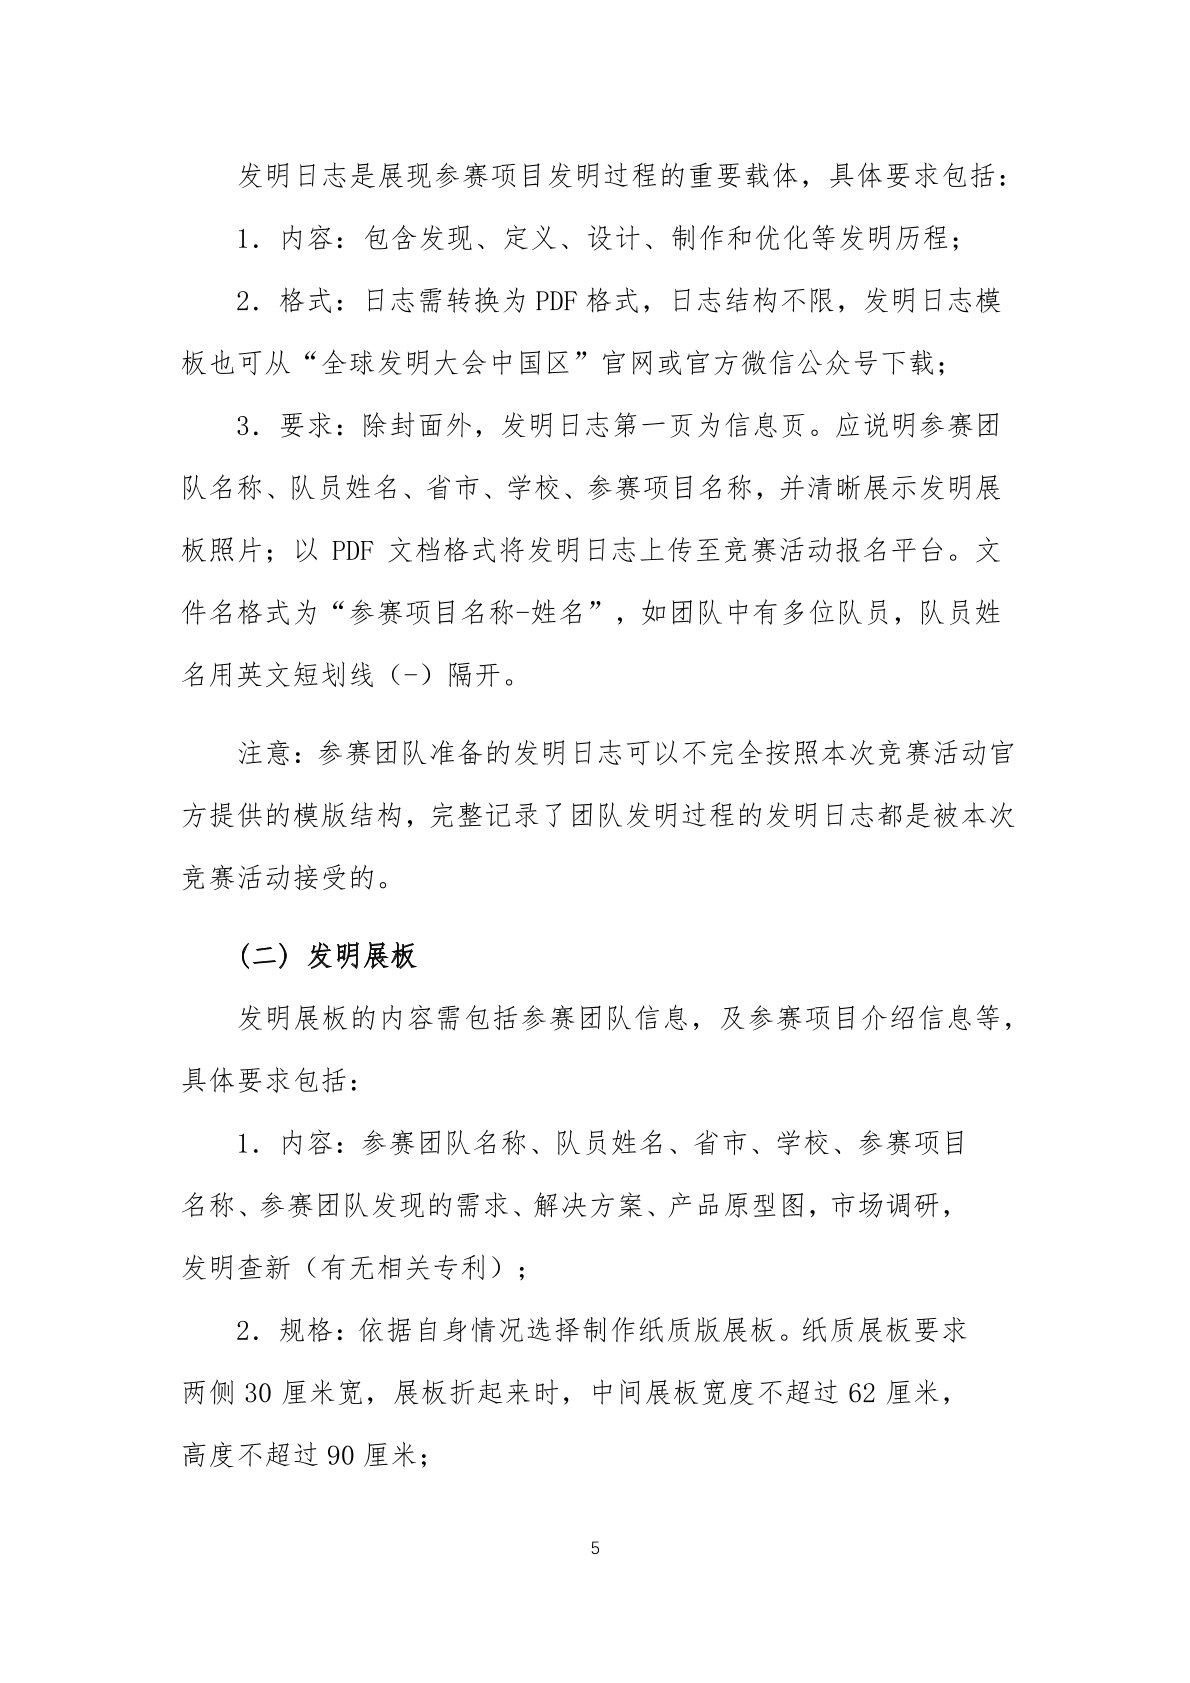 发明日志是展现参赛项目发明过程的重要载体，具体要求包括：
1. 内容：包含发现、定义、设计、制作和优化等发明历程；
2. 格式：日志需转换为 PDF 格式，日志结构不限，发明日志模
板也可从“全球发明大会中国区”官网或官方微信公众号下载；
3. 要求：除封面外，发明日志第一页为信息页。应说明参赛团
队名称、队员姓名、省市、学校、参赛项目名称，并清晰展示发明展
板照片；以 PDF 文档格式将发明日志上传至竞赛活动报名平台。文
件名格式为“参赛项目名称-姓名”，如团队中有多位队员，队员姓
名用英文短划线（-）隔开。
注意：参赛团队准备的发明日志可以不完全按照本次竞赛活动官
方提供的模版结构，完整记录了团队发明过程的发明日志都是被本次
竞赛活动接受的。
(二) 发明展板
发明展板的内容需包括参赛团队信息，及参赛项目介绍信息等，
具体要求包括：
1. 内容：参赛团队名称、队员姓名、省市、学校、参赛项目
名称、参赛团队发现的需求、解决方案、产品原型图，市场调研，
发明查新（有无相关专利）；
2. 规格：依据自身情况选择制作纸质版展板。纸质展板要求
两侧 30 厘米宽，展板折起来时，中间展板宽度不超过 62 厘米，
高度不超过 90 厘米；
5